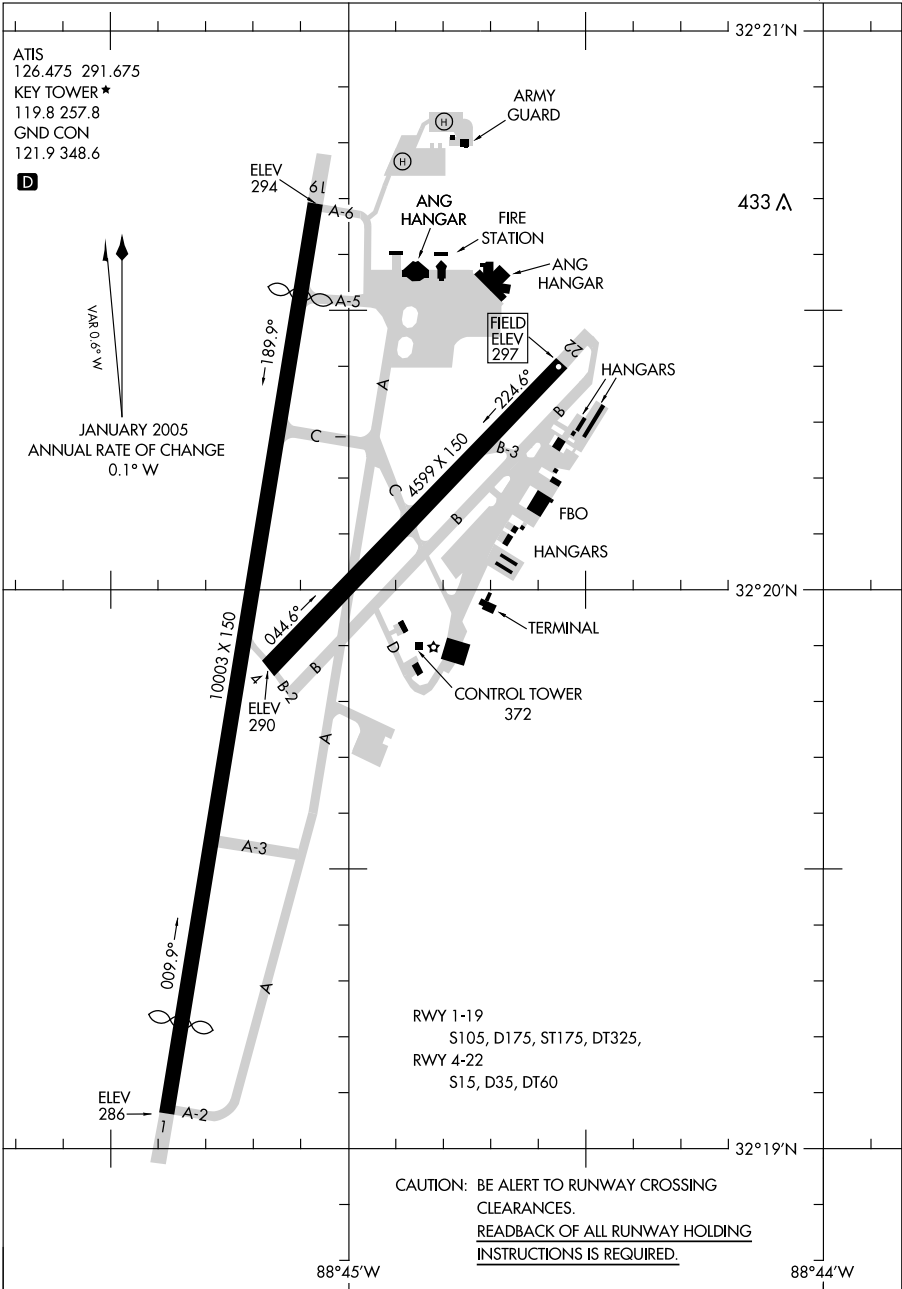 ATIS
126.475 291.675
KEY TOWER★
119.8 257.8
GND CON
121.9 348.6
D
32°21'N
ARMY
GUARD
H
H
ELEV
294
19
A-6
433
ANG
HANGAR
FIRE
STATION
ANG
HANGAR
A-5
VAR 0.6° W
189.9°
FIELD
ELEV
297
22
HANGARS
A
224.6°
B
JANUARY 2005
ANNUAL RATE OF CHANGE
0.1° W
C
4599 X 150
B-3
C
B
FBO
HANGARS
32°20'N
044.6°
TERMINAL
10003 X 150
D
4
B-2
B
ELEV
290
CONTROL TOWER
372
A
A-3
009.9°
A
RWY 1-19
S105, D175, ST175, DT325,
RWY 4-22
S15, D35, DT60
ELEV
286
1
A-2
32°19'N
CAUTION: BE ALERT TO RUNWAY CROSSING
CLEARANCES.
READBACK OF ALL RUNWAY HOLDING
INSTRUCTIONS IS REQUIRED.
88°45'W
88°44'W